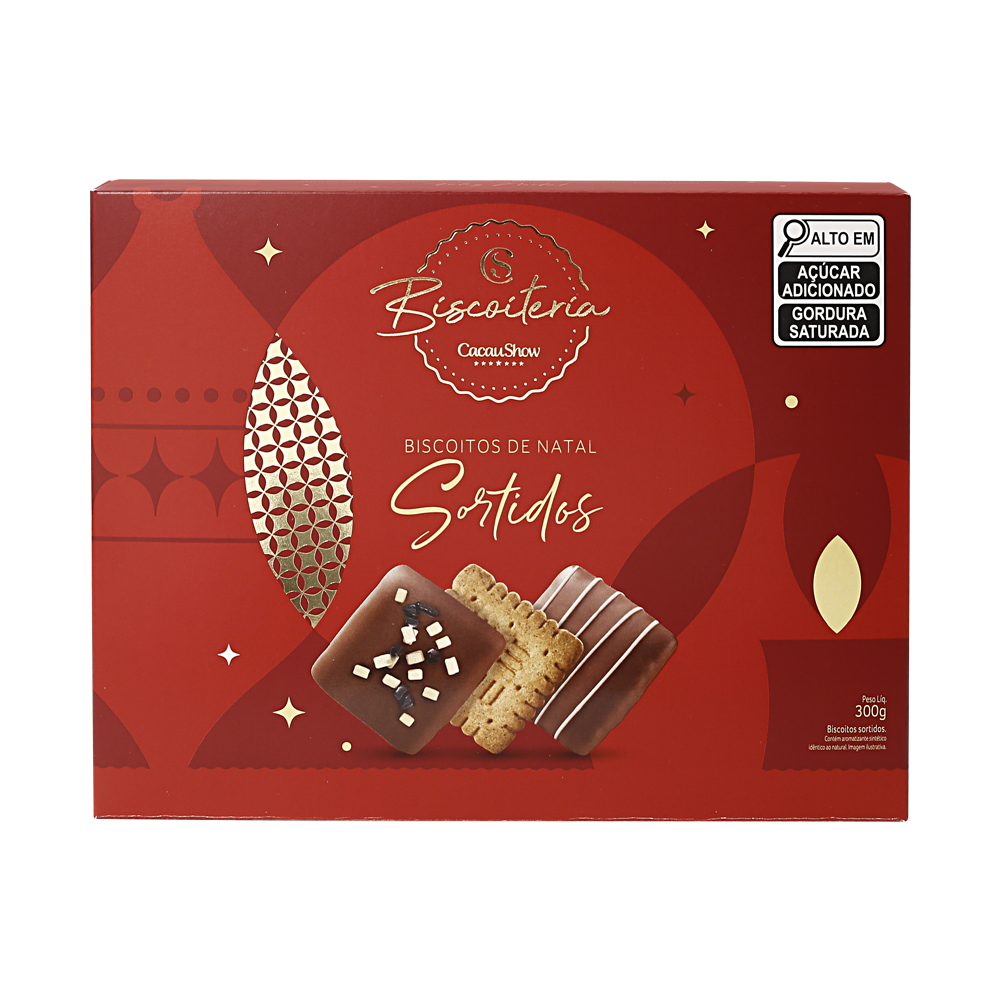 CS
Biscoiteria
CacauShow
ALTO EM
AÇÚCAR
ADICIONADO
GORDURA
SATURADA
BISCOITOS DE NATAL
Sortidos
Peso Líq.
300g
Biscoitos sortidos.
Contém aromatizante sintético
idêntico ao natural. Imagem ilustrativa.